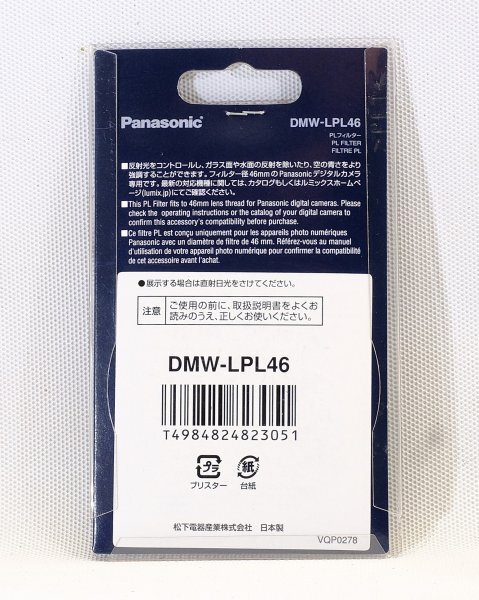 Panasonic
DMW-LPL46
PLフィルター
PL FILTER
FILTRE PL
■反射光をコントロールし、ガラス面や水面の反射を除いたり、空の青さをより
強調することができます。フィルター径46mmのPanasonicデジタルカメラ
専用です。最新の対応機種に関しては、カタログもしくはルミックスホームペー
ジ(lumix.jp)にてご確認ください。
■This PL Filter fits to 46mm lens thread for Panasonic digital cameras. Please
check the operating instructions or the catalog of your digital camera to
confirm this accessory's compatibility before purchase.
■Ce filtre PL est conçu uniquement pour les appareils photo numériques
Panasonic avec un diamètre de filtre de 46 mm. Référez-vous au manuel
d'utilisation de votre appareil numérique pour confirmer la compatibilité
de cet accessoire avant l'achat.
●展示する場合は直射日光をさけてください。
注意
ご使用の前に、取扱説明書をよくお
読みのうえ、正しくお使いください。
DMW-LPL46
T4984824823051
プラ
紙
ブリスター
台紙
松下電器産業株式会社 日本製
VQP0278